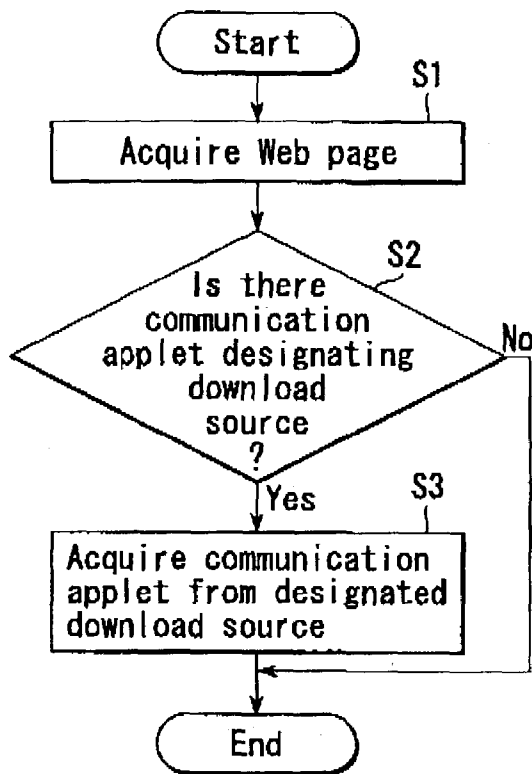 Start
S1
Acquire Web page
S2
Is there
communication
applet designating
download
source
?
No
Yes
S3
Acquire communication
applet from designated
download source
End